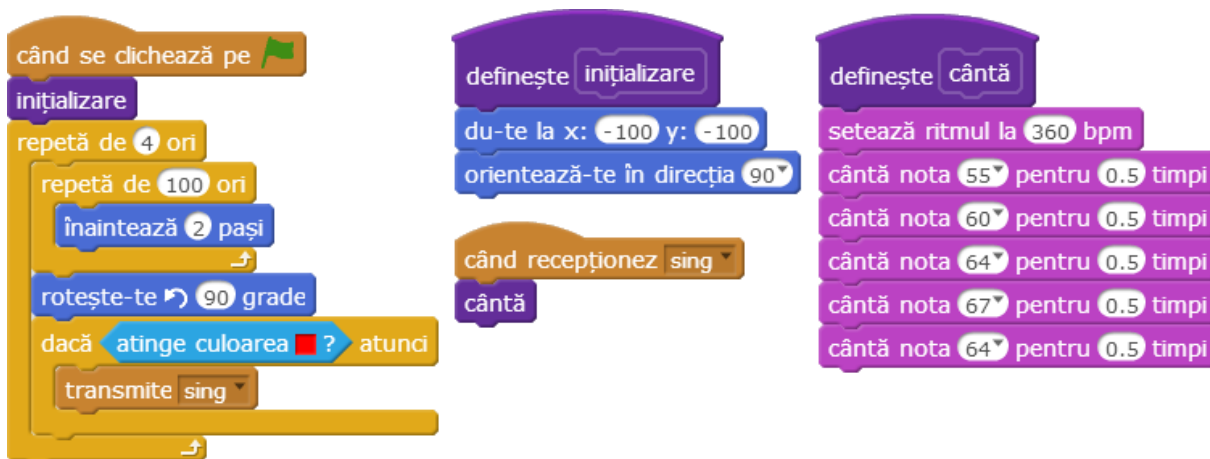 când se clichează pe
inițializare
repetă de 4 ori
repetă de 100 ori
înaintează 2 pași
rotește-te 90 grade
dacă atinge culoarea ? atunci
transmite sing
definește inițializare
du-te la x: -100 y: -100
orientează-te în direcția 90
când recepționez sing
cântă
definește cântă
setează ritmul la 360 bpm
cântă nota 55 pentru 0.5 timpi
cântă nota 60 pentru 0.5 timpi
cântă nota 64 pentru 0.5 timpi
cântă nota 67 pentru 0.5 timpi
cântă nota 64 pentru 0.5 timpi